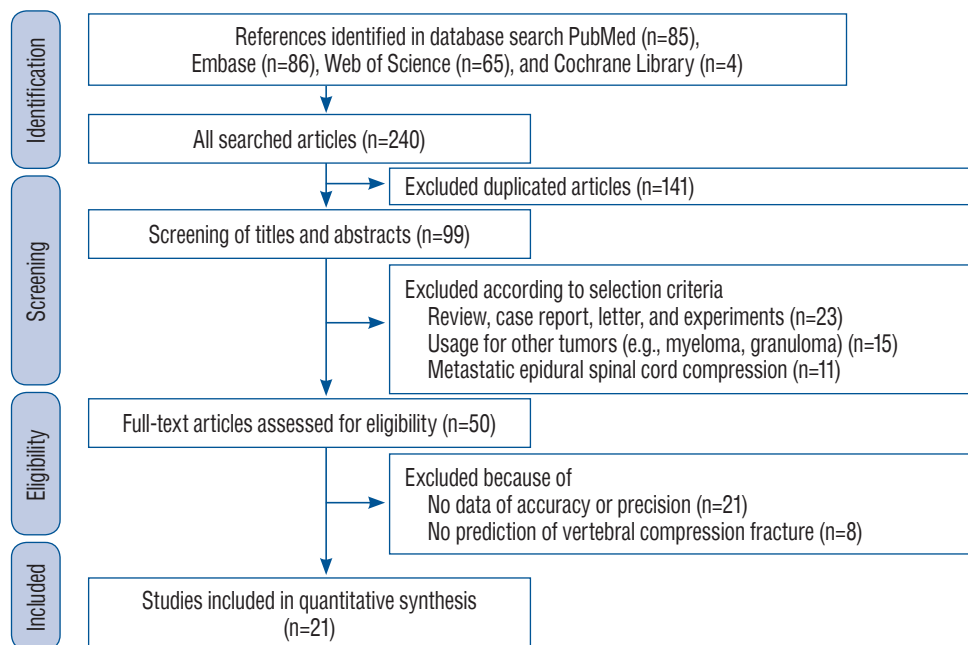 Identification
References identified in database search PubMed (n=85),
Embase (n=86), Web of Science (n=65), and Cochrane Library (n=4)
All searched articles (n=240)
Screening
Excluded duplicated articles (n=141)
Screening of titles and abstracts (n=99)
Excluded according to selection criteria
Review, case report, letter, and experiments (n=23)
Usage for other tumors (e.g., myeloma, granuloma) (n=15)
Metastatic epidural spinal cord compression (n=11)
Eligibility
Full-text articles assessed for eligibility (n=50)
Excluded because of
No data of accuracy or precision (n=21)
No prediction of vertebral compression fracture (n=8)
Included
Studies included in quantitative synthesis
(n=21)